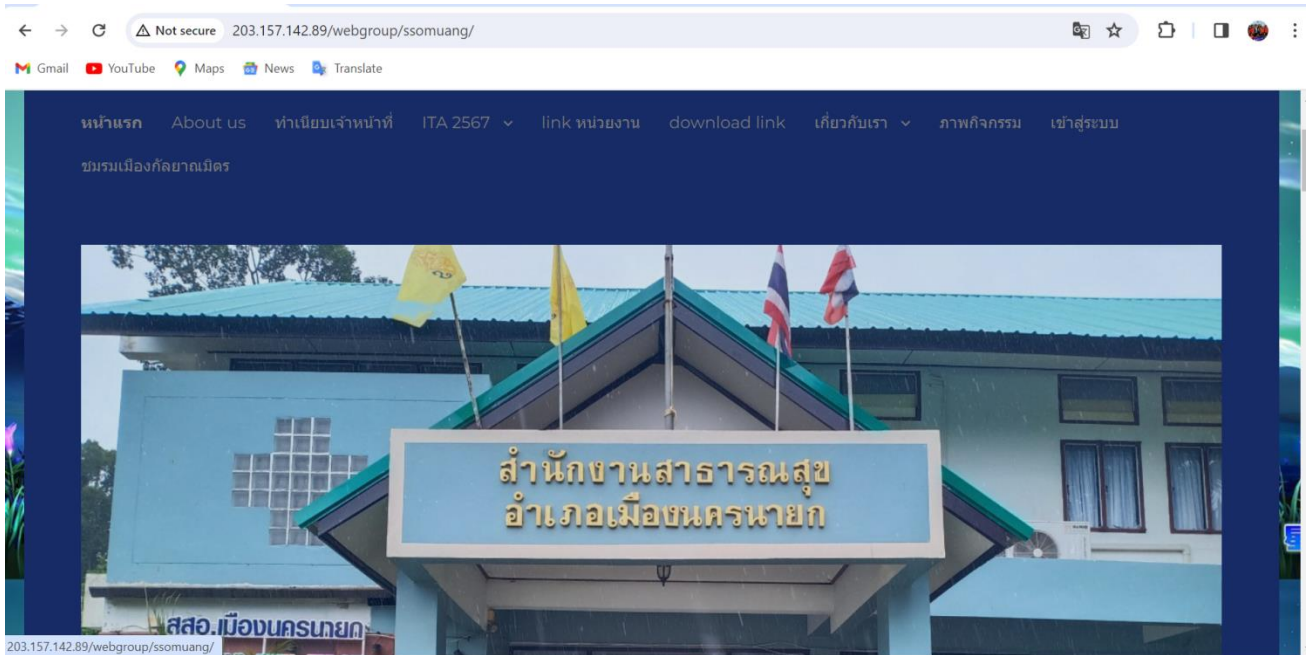 Not secure 203.157.142.89/webgroup/ssomuang/
Gmail YouTube Maps News Translate
หน้าแรก About us ทำเนียบเจ้าหน้าที่ ITA 2567 link หน่วยงาน download link เกี่ยวกับเรา ภาพกิจกรรม เข้าสู่ระบบ
ชมรมเมืองกัลยาณมิตร
สำนักงานสาธารณสุข
อำเภอเมืองนครนายก
สสอ.เมืองนครนายก
203.157.142.89/webgroup/ssomuang/